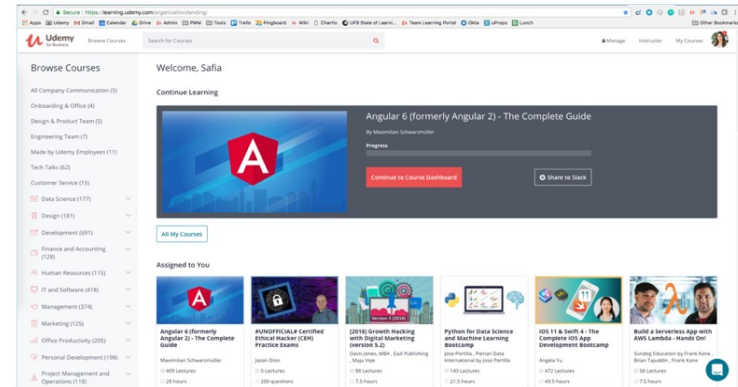 Secure https://learning.udemy.com/organization/landing/
Apps Udemy Gmail Calendar Drive Admin PMM Tools Trello Pingboard Wiki Chartio UFB State of Learni... Team Learning Portal Okta uProps Lunch Other Bookmarks
Udemy for Business Browse Courses Search for Courses Manage Instructor My Courses
Browse Courses
All Company Communication (5)
Onboarding & Office (4)
Design & Product Team (5)
Engineering Team (7)
Made by Udemy Employees (11)
Tech Talks (62)
Customer Service (15)
Data Science (177)
Design (181)
Development (691)
Finance and Accounting
(128)
Human Resources (115)
IT and Software (418)
Management (374)
Marketing (125)
Office Productivity (205)
Personal Development (198)
Project Management and
Operations (118)
Welcome, Safia
Continue Learning
Angular 6 (formerly Angular 2) - The Complete Guide
By Maximilian Schwarzmüller
Progress
Continue to Course Dashboard
Share to Slack
All My Courses
Assigned to You
Angular 6 (formerly
Angular 2) - The Complete
Guide
Maximilian Schwarzmüller
409 Lectures
29 hours
#UNOFFICIAL# Certified
Ethical Hacker (CEH)
Practice Exams
Jason Dion
0 Lectures
200 questions
Version 5 (2018)
[2018] Growth Hacking
with Digital Marketing
(version 5.2)
Davis Jones, MBA , Eazl Publishing
, Maja Voje
88 Lectures
7.5 hours
Python for Data Science
and Machine Learning
Bootcamp
Jose Portilla , Pierian Data
International by Jose Portilla
143 Lectures
21.5 hours
iOS 11 & Swift 4 - The
Complete iOS App
Development Bootcamp
Angela Yu
472 Lectures
49.5 hours
Build a Serverless App with
AWS Lambda - Hands On!
Sundog Education by Frank Kane ,
Brian Tajuddin , Frank Kane
58 Lectures
7.5 hours